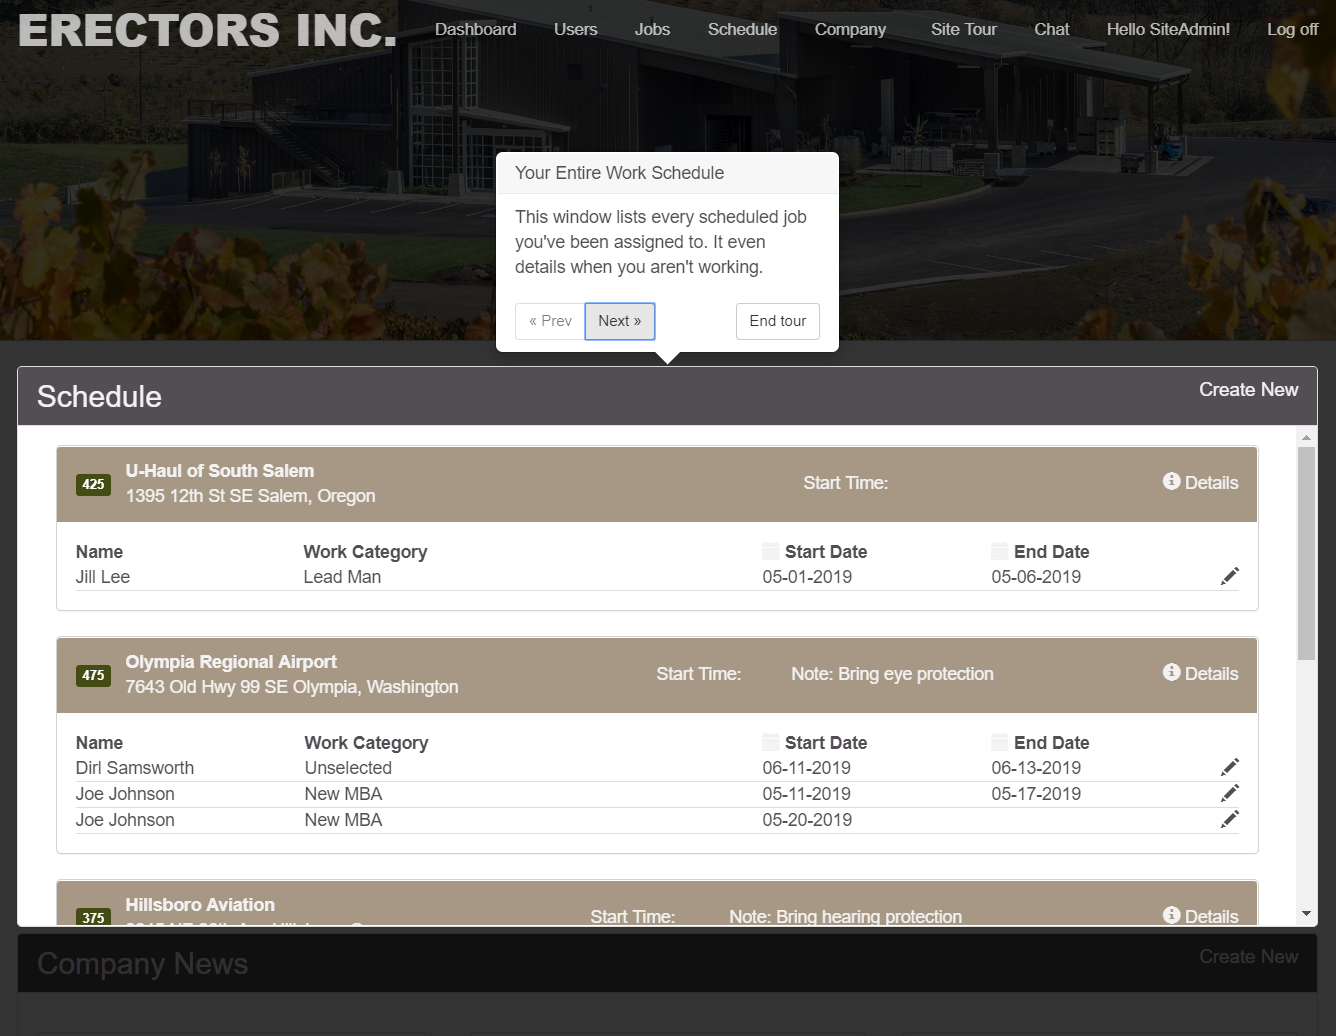 ERECTORS INC.
Dashboard Users Jobs Schedule Company Site Tour Chat Hello SiteAdmin! Log off
Your Entire Work Schedule
This window lists every scheduled job
you've been assigned to. It even
details when you aren't working.
« Prev Next » End tour
Schedule Create New
425 U-Haul of South Salem Start Time: Details
1395 12th St SE Salem, Oregon
Name Work Category Start Date End Date
Jill Lee Lead Man 05-01-2019 05-06-2019
475 Olympia Regional Airport Start Time: Note: Bring eye protection Details
7643 Old Hwy 99 SE Olympia, Washington
Name Work Category Start Date End Date
Dirl Samsworth Unselected 06-11-2019 06-13-2019
Joe Johnson New MBA 05-11-2019 05-17-2019
Joe Johnson New MBA 05-20-2019
375 Hillsboro Aviation Start Time: Note: Bring hearing protection Details
Company News Create New